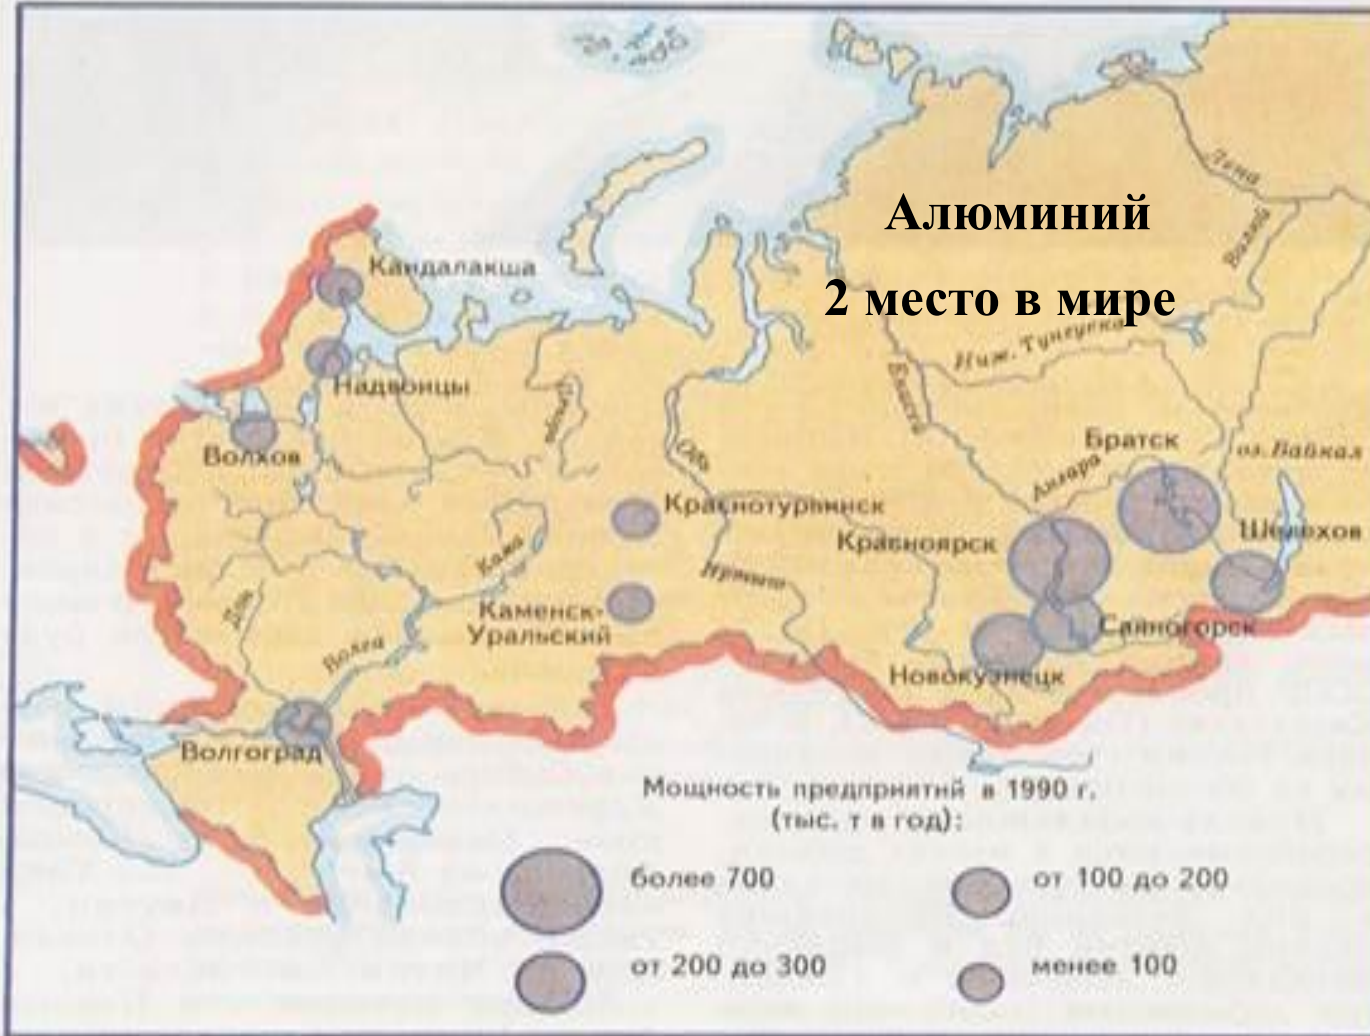 Алюминий
2 место в мире
Лена
Вилюй
Кандалакша
Ниж. Тунгуска
Надвоицы
Енисей
Печора
Волхов
Обь
Братск
Ангара
оз. Байкал
Краснотурьинск
Шелехов
Красноярск
Кама
Иртыш
Каменск-
Уральский
Дон
Волга
Саяногорск
Новокузнецк
Волгоград
Мощность предприятий в 1990 г.
(тыс. т в год):
более 700
от 100 до 200
от 200 до 300
менее 100